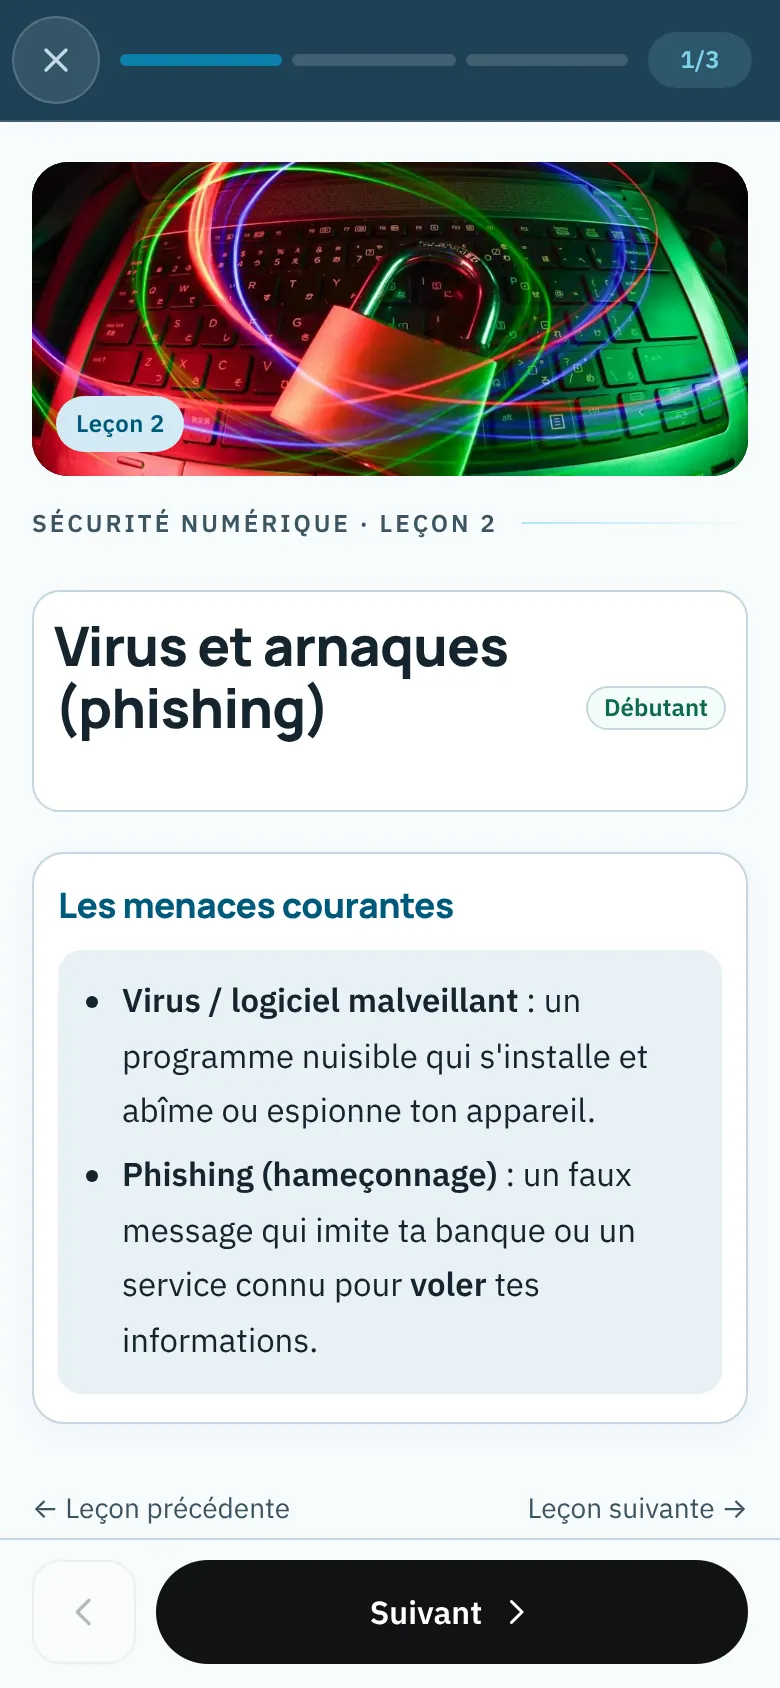 1/3
Leçon 2
SÉCURITÉ NUMÉRIQUE · LEÇON 2
Virus et arnaques
(phishing)
Débutant
Les menaces courantes
• Virus / logiciel malveillant : un
programme nuisible qui s'installe et
abîme ou espionne ton appareil.
• Phishing (hameçonnage) : un faux
message qui imite ta banque ou un
service connu pour voler tes
informations.
← Leçon précédente
Leçon suivante →
Suivant